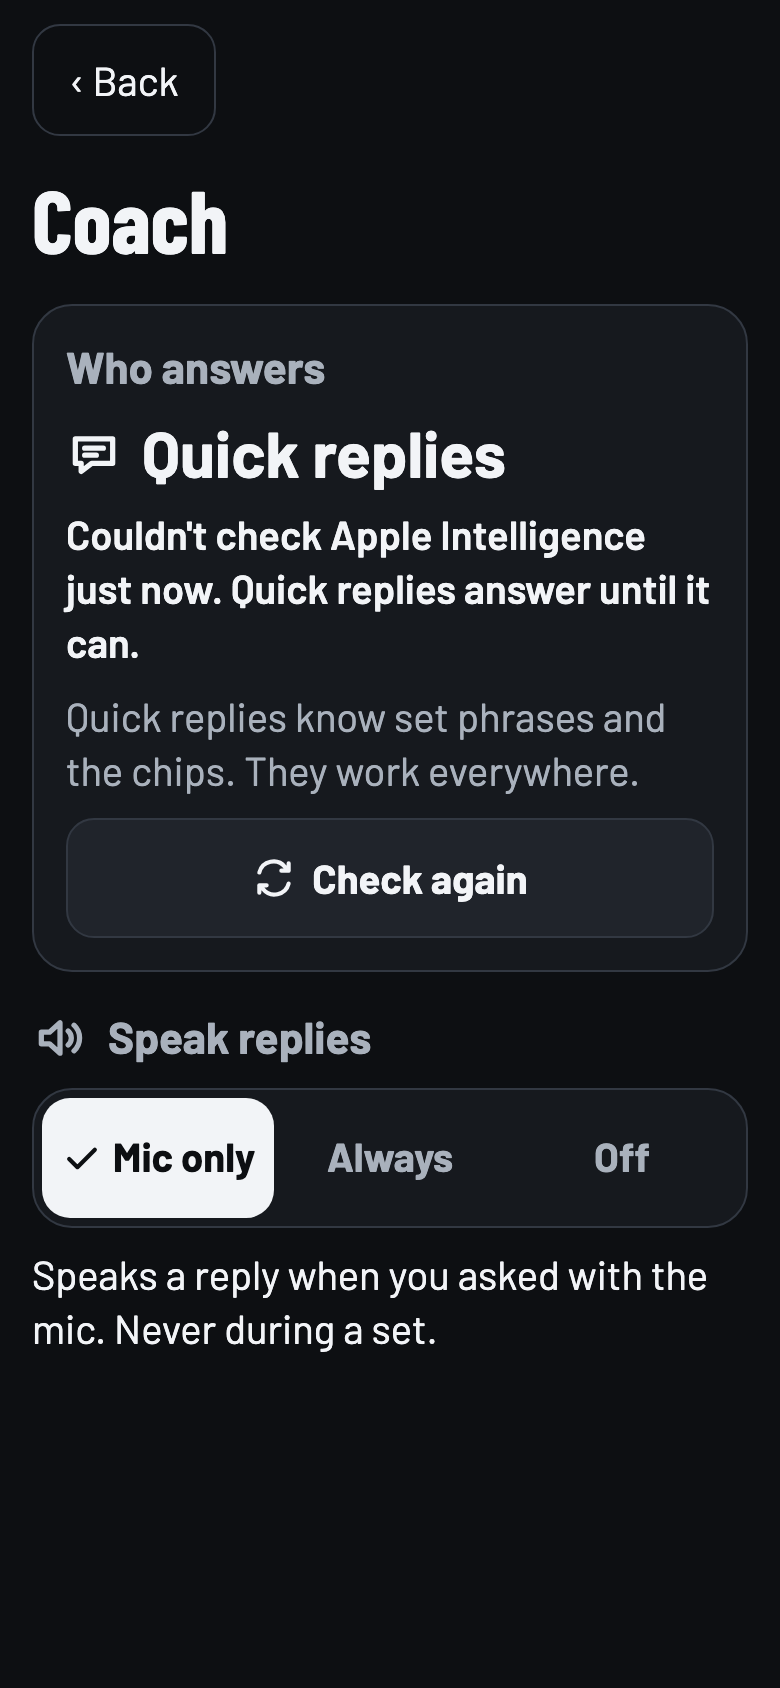 ‹ Back
Coach
Who answers
Quick replies
Couldn't check Apple Intelligence
just now. Quick replies answer until it
can.
Quick replies know set phrases and
the chips. They work everywhere.
Check again
Speak replies
Mic only
Always
Off
Speaks a reply when you asked with the
mic. Never during a set.